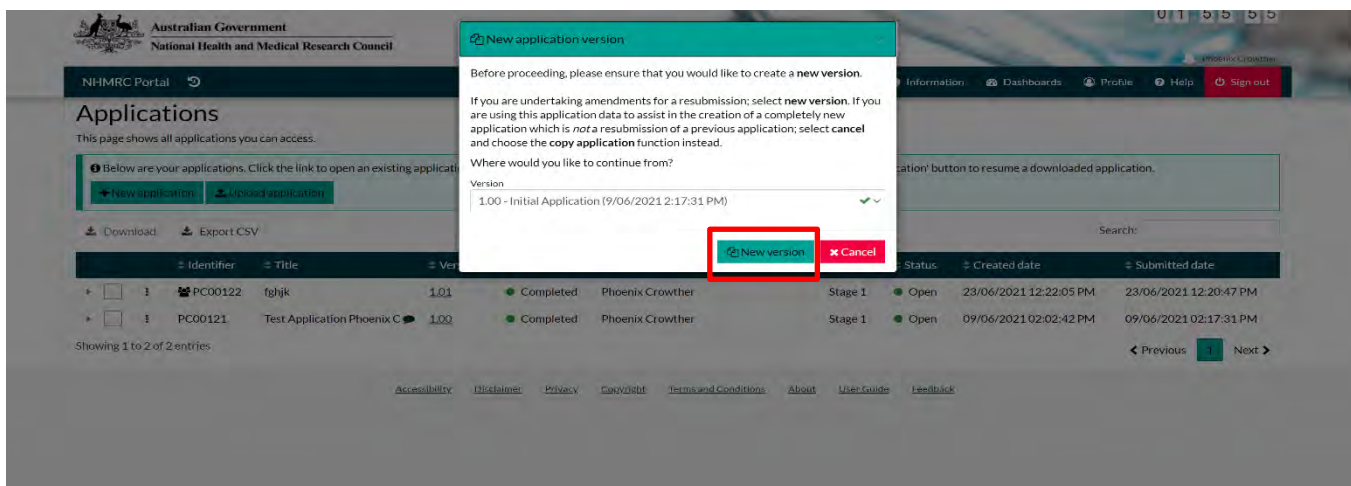 Australian Government
National Health and Medical Research Council
01 55 55
Phoenix Crowther
NHMRC Portal
Information Dashboards Profile Help Sign out
Applications
This page shows all applications you can access.
Below are your applications. Click the link to open an existing applicati
cation' button to resume a downloaded application.
New application Upload application
New application version
Before proceeding, please ensure that you would like to create a new version.
If you are undertaking amendments for a resubmission; select new version. If you
are using this application data to assist in the creation of a completely new
application which is not a resubmission of a previous application; select cancel
and choose the copy application function instead.
Where would you like to continue from?
Version
1.00 - Initial Application (9/06/2021 2:17:31 PM)
New version Cancel
Download Export CSV Search:
Identifier Title Ver Status Created date Submitted date
PC00122 fghjk 1.01 Completed Phoenix Crowther Stage 1 Open 23/06/2021 12:22:05 PM 23/06/2021 12:20:47 PM
PC00121 Test Application Phoenix C 1.00 Completed Phoenix Crowther Stage 1 Open 09/06/2021 02:02:42 PM 09/06/2021 02:17:31 PM
Showing 1 to 2 of 2 entries
Previous 1 Next
Accessibility Disclaimer Privacy Copyright Terms and Conditions About User Guide Feedback